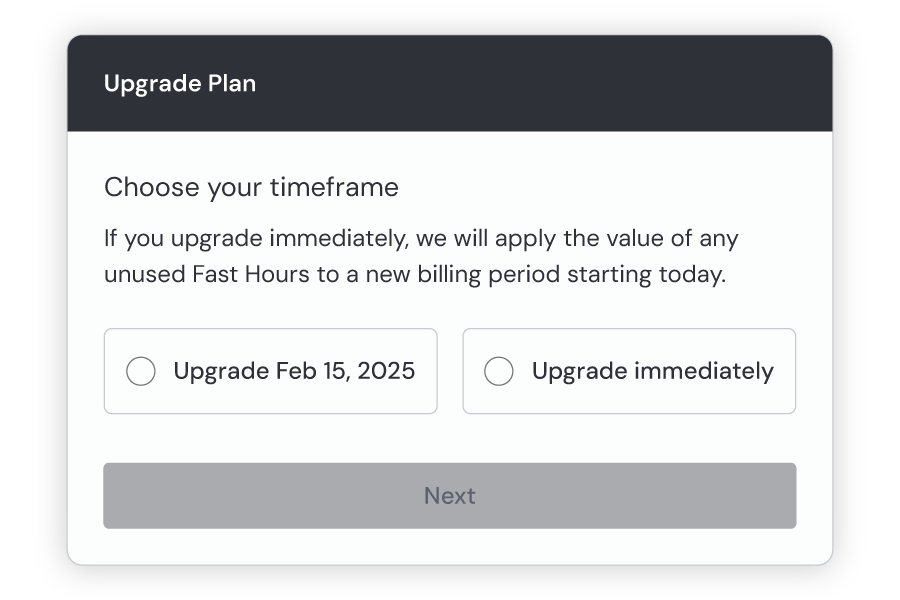 Upgrade Plan
Choose your timeframe
If you upgrade immediately, we will apply the value of any
unused Fast Hours to a new billing period starting today.
Upgrade Feb 15, 2025
Upgrade immediately
Next